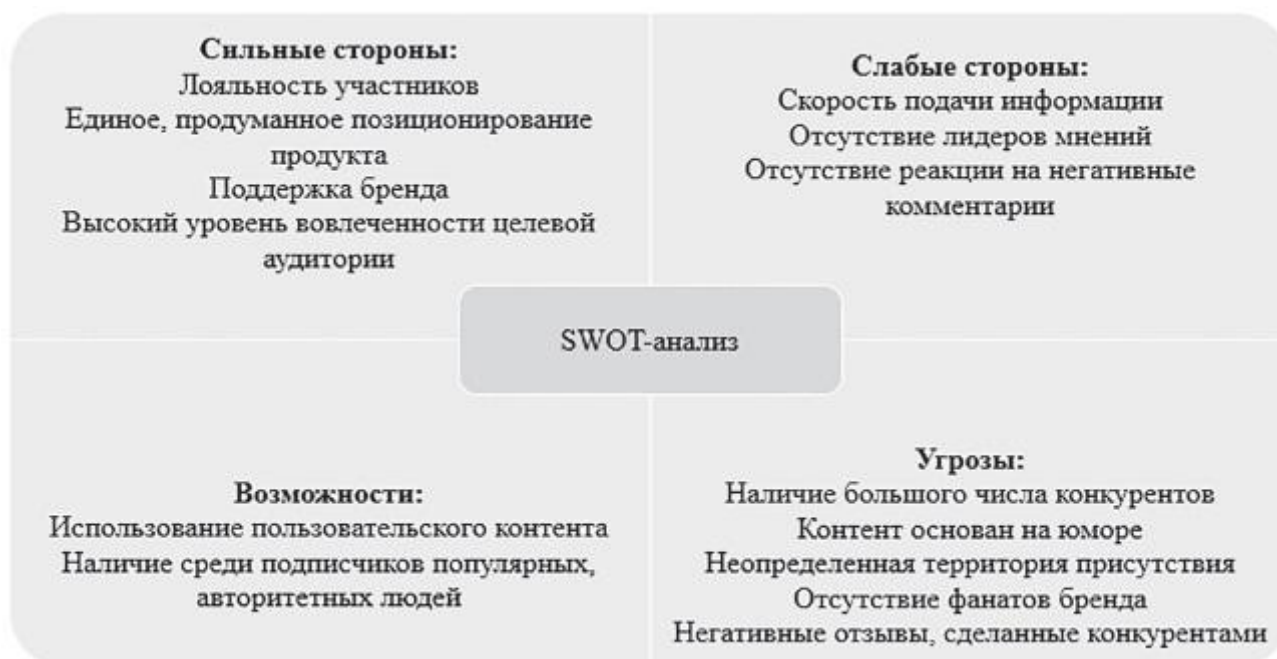 Сильные стороны:
Лояльность участников
Единое, продуманное позиционирование
продукта
Поддержка бренда
Высокий уровень вовлеченности целевой
аудитории
Слабые стороны:
Скорость подачи информации
Отсутствие лидеров мнений
Отсутствие реакции на негативные
комментарии
SWOT-анализ
Возможности:
Использование пользовательского контента
Наличие среди подписчиков популярных,
авторитетных людей
Угрозы:
Наличие большого числа конкурентов
Контент основан на юморе
Неопределенная территория присутствия
Отсутствие фанатов бренда
Негативные отзывы, сделанные конкурентами